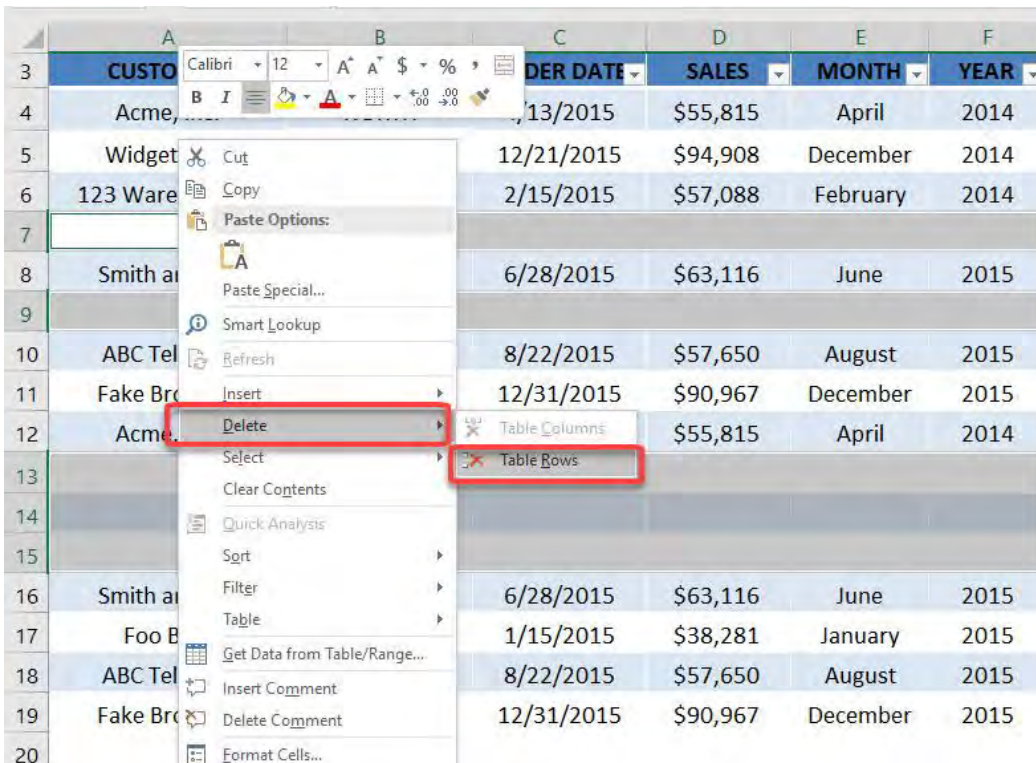 A B C D E F
3 CUSTO DER DATE SALES MONTH YEAR
Calibri 12 A A $ % ,
B I A .00 .0
4 Acme, /13/2015 $55,815 April 2014
5 Widget 12/21/2015 $94,908 December 2014
6 123 Ware 2/15/2015 $57,088 February 2014
7
8 Smith a 6/28/2015 $63,116 June 2015
9
10 ABC Tel 8/22/2015 $57,650 August 2015
11 Fake Bro 12/31/2015 $90,967 December 2015
12 Acme, $55,815 April 2014
13
14
15
16 Smith a 6/28/2015 $63,116 June 2015
17 Foo B 1/15/2015 $38,281 January 2015
18 ABC Tel 8/22/2015 $57,650 August 2015
19 Fake Bro 12/31/2015 $90,967 December 2015
20
Cut
Copy
Paste Options:
A
Paste Special...
Smart Lookup
Refresh
Insert
Delete
Select
Clear Contents
Quick Analysis
Sort
Filter
Table
Get Data from Table/Range...
Insert Comment
Delete Comment
Format Cells...
Table Columns
Table Rows